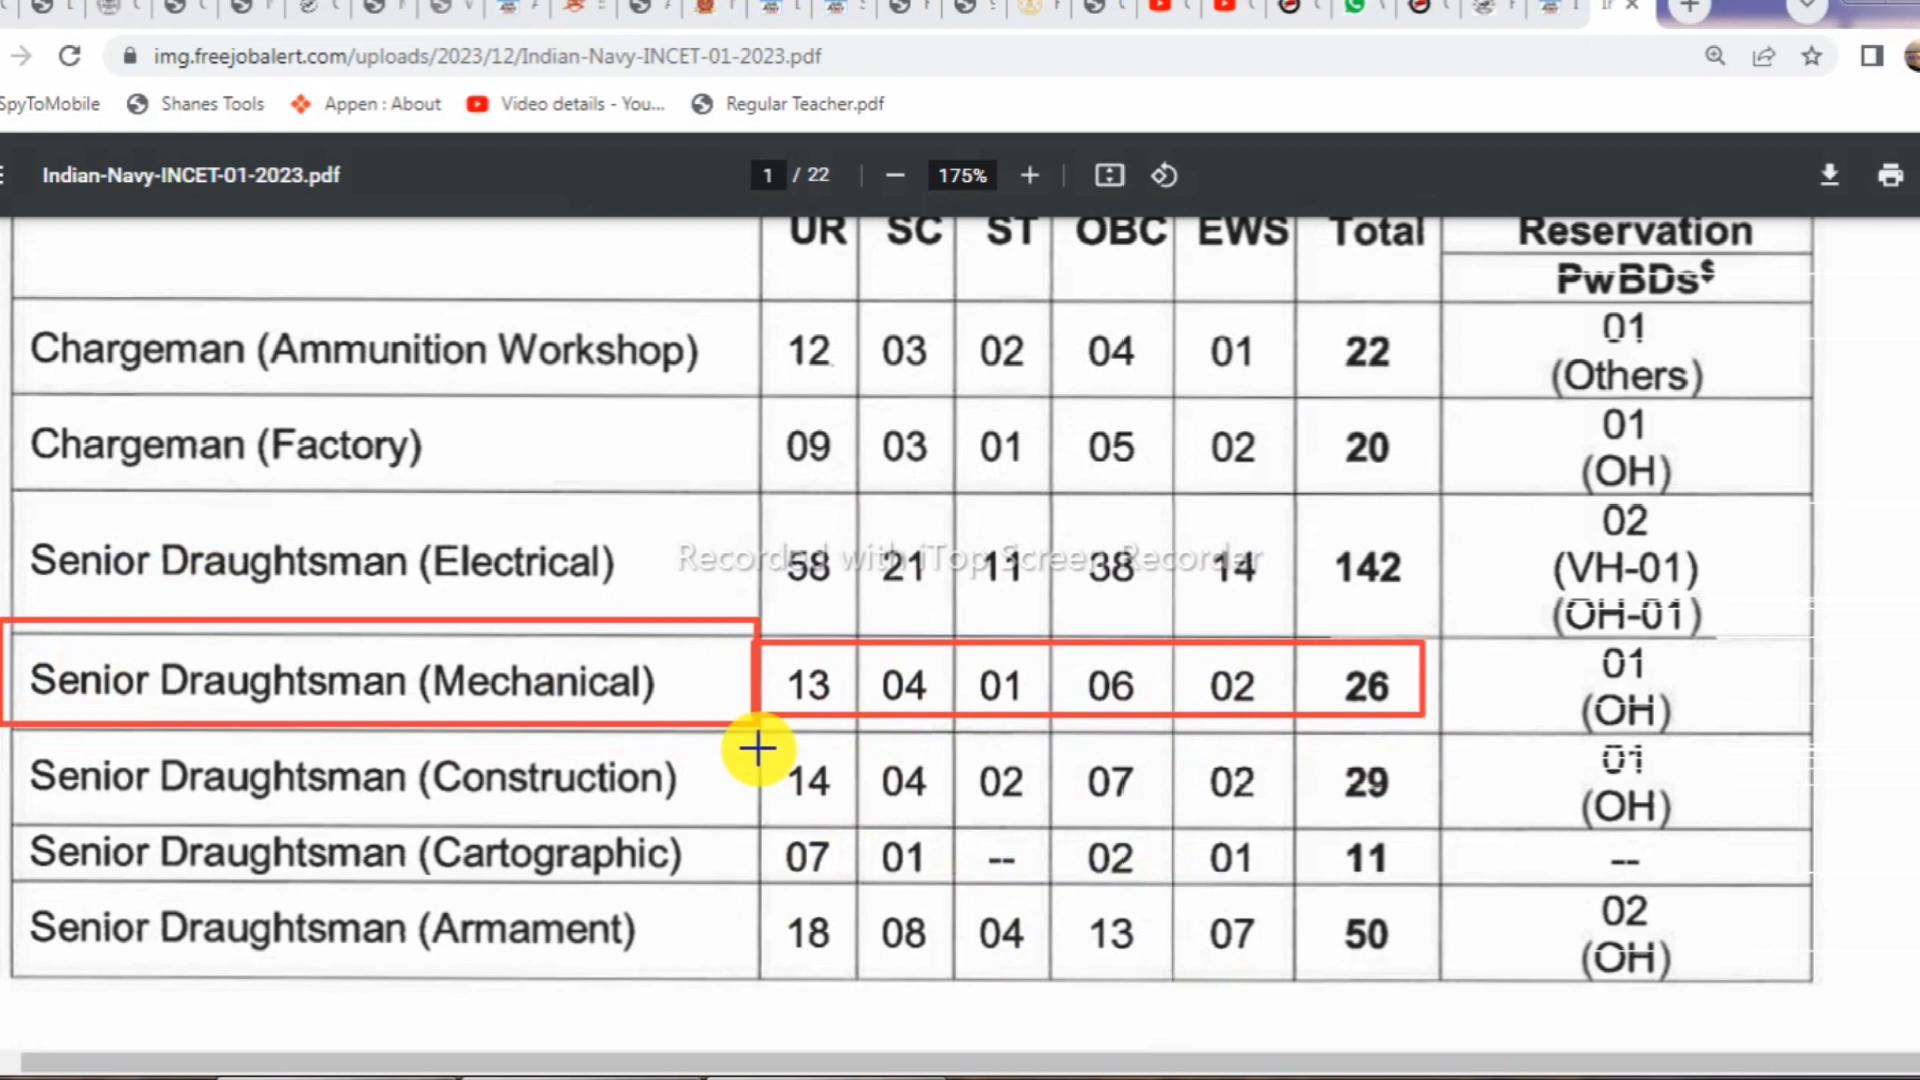 img.freejobalert.com/uploads/2023/12/Indian-Navy-INCET-01-2023.pdf
SpyToMobile Shanes Tools Appen : About Video details - You... Regular Teacher.pdf
Indian-Navy-INCET-01-2023.pdf 1 / 22 175%
UR SC ST OBC EWS Total Reservation
PwBDs$
Chargeman (Ammunition Workshop) 12 03 02 04 01 22 01
(Others)
Chargeman (Factory) 09 03 01 05 02 20 01
(OH)
Senior Draughtsman (Electrical) 58 21 11 38 14 142 02
(VH-01)
(OH-01)
Recorded with iTop Screen Recorder
Senior Draughtsman (Mechanical) 13 04 01 06 02 26 01
(OH)
Senior Draughtsman (Construction) 14 04 02 07 02 29 01
(OH)
Senior Draughtsman (Cartographic) 07 01 -- 02 01 11 --
Senior Draughtsman (Armament) 18 08 04 13 07 50 02
(OH)